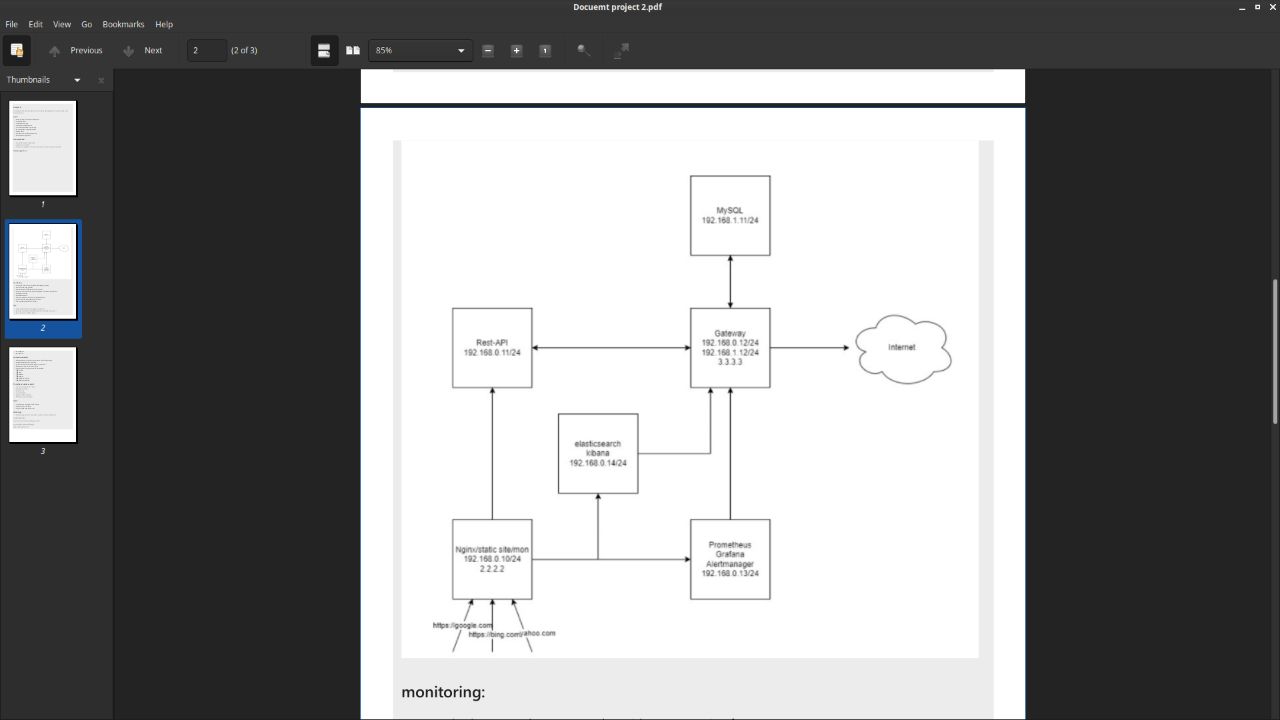 Docuemt project 2.pdf
File Edit View Go Bookmarks Help
Previous Next 2 (2 of 3) 85%
Thumbnails
1
2
3
MySQL
192.168.1.11/24
Rest-API
192.168.0.11/24
Gateway
192.168.0.12/24
192.168.1.12/24
3.3.3.3
Internet
elasticsearch
kibana
192.168.0.14/24
Nginx/static site/mon
192.168.0.10/24
2.2.2.2
Prometheus
Grafana
Alertmanager
192.168.0.13/24
https://google.com
https://bing.com
yahoo.com
monitoring: